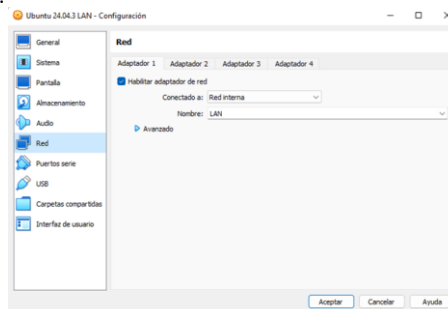 Ubuntu 24.04.3 LAN - Configuración
General
Sistema
Pantalla
Almacenamiento
Audio
Red
Puertos serie
USB
Carpetas compartidas
Interfaz de usuario
Red
Adaptador 1 Adaptador 2 Adaptador 3 Adaptador 4
Habilitar adaptador de red
Conectado a: Red interna
Nombre: LAN
Avanzado
Aceptar Cancelar Ayuda